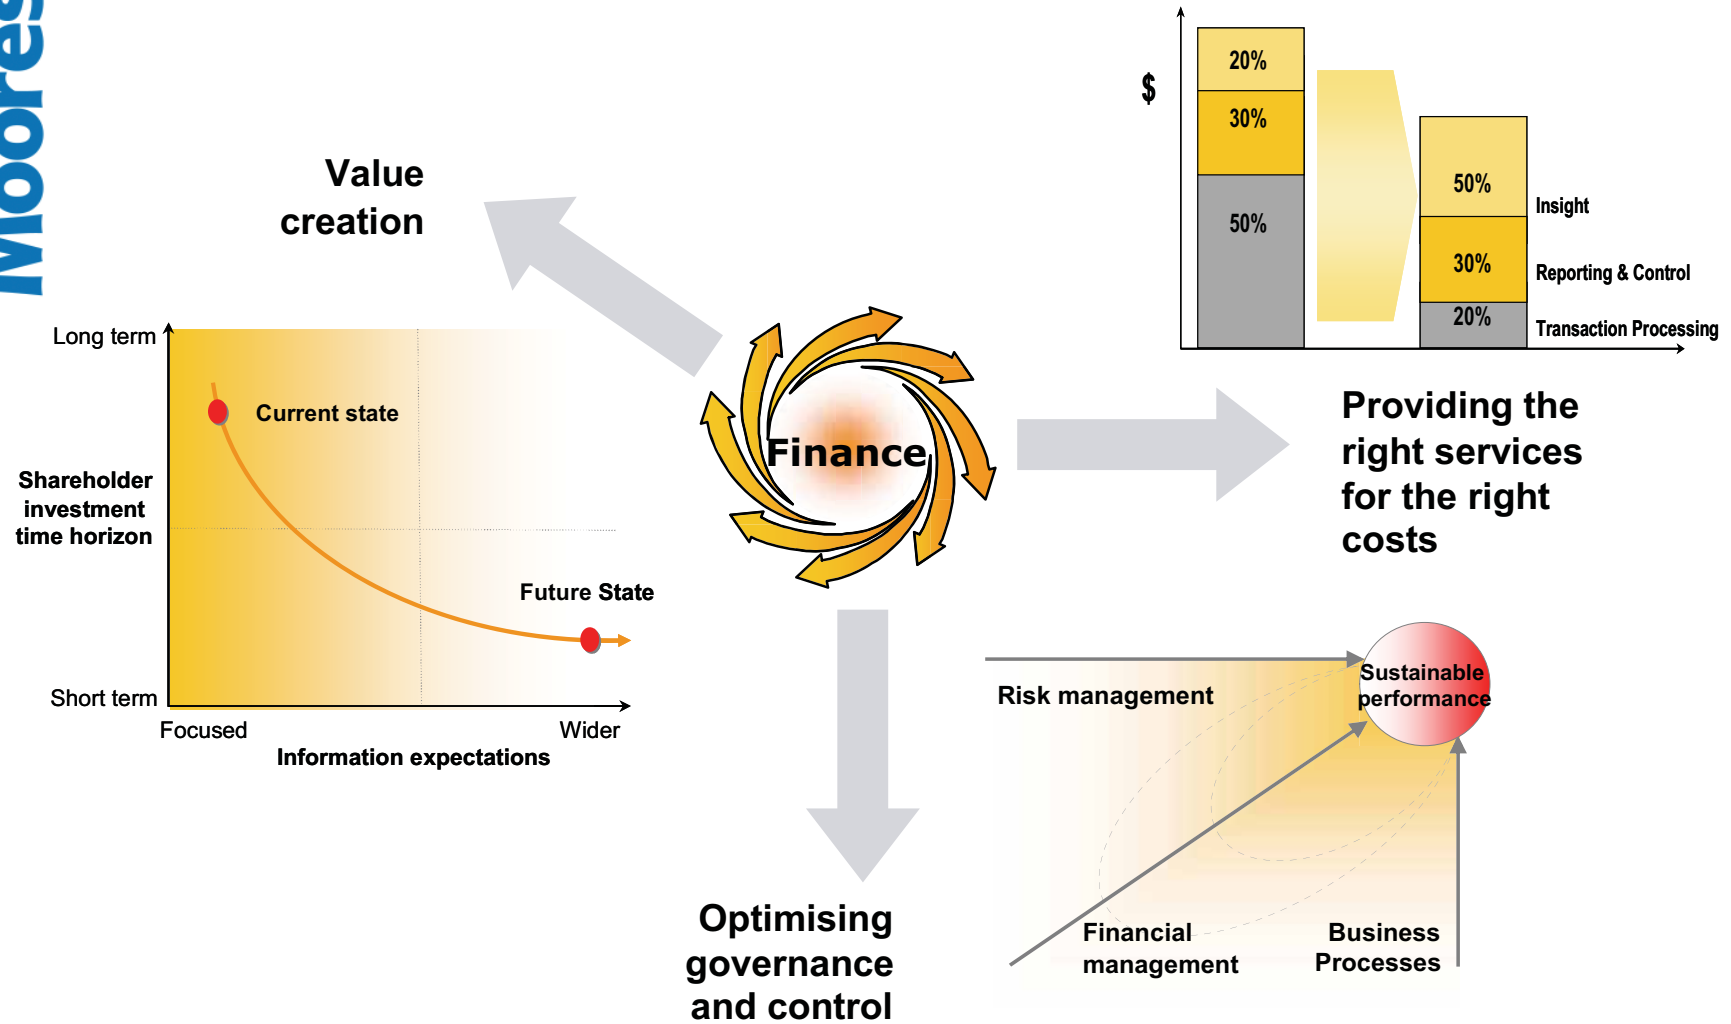 Moores
Value
creation
Long term
Current state
Shareholder
investment
time horizon
Future State
Short term
Focused
Wider
Information expectations
Finance
$
20%
30%
50%
50%
30%
20%
Insight
Reporting & Control
Transaction Processing
Providing the
right services
for the right
costs
Optimising
governance
and control
Risk management
Sustainable
performance
Financial
management
Business
Processes